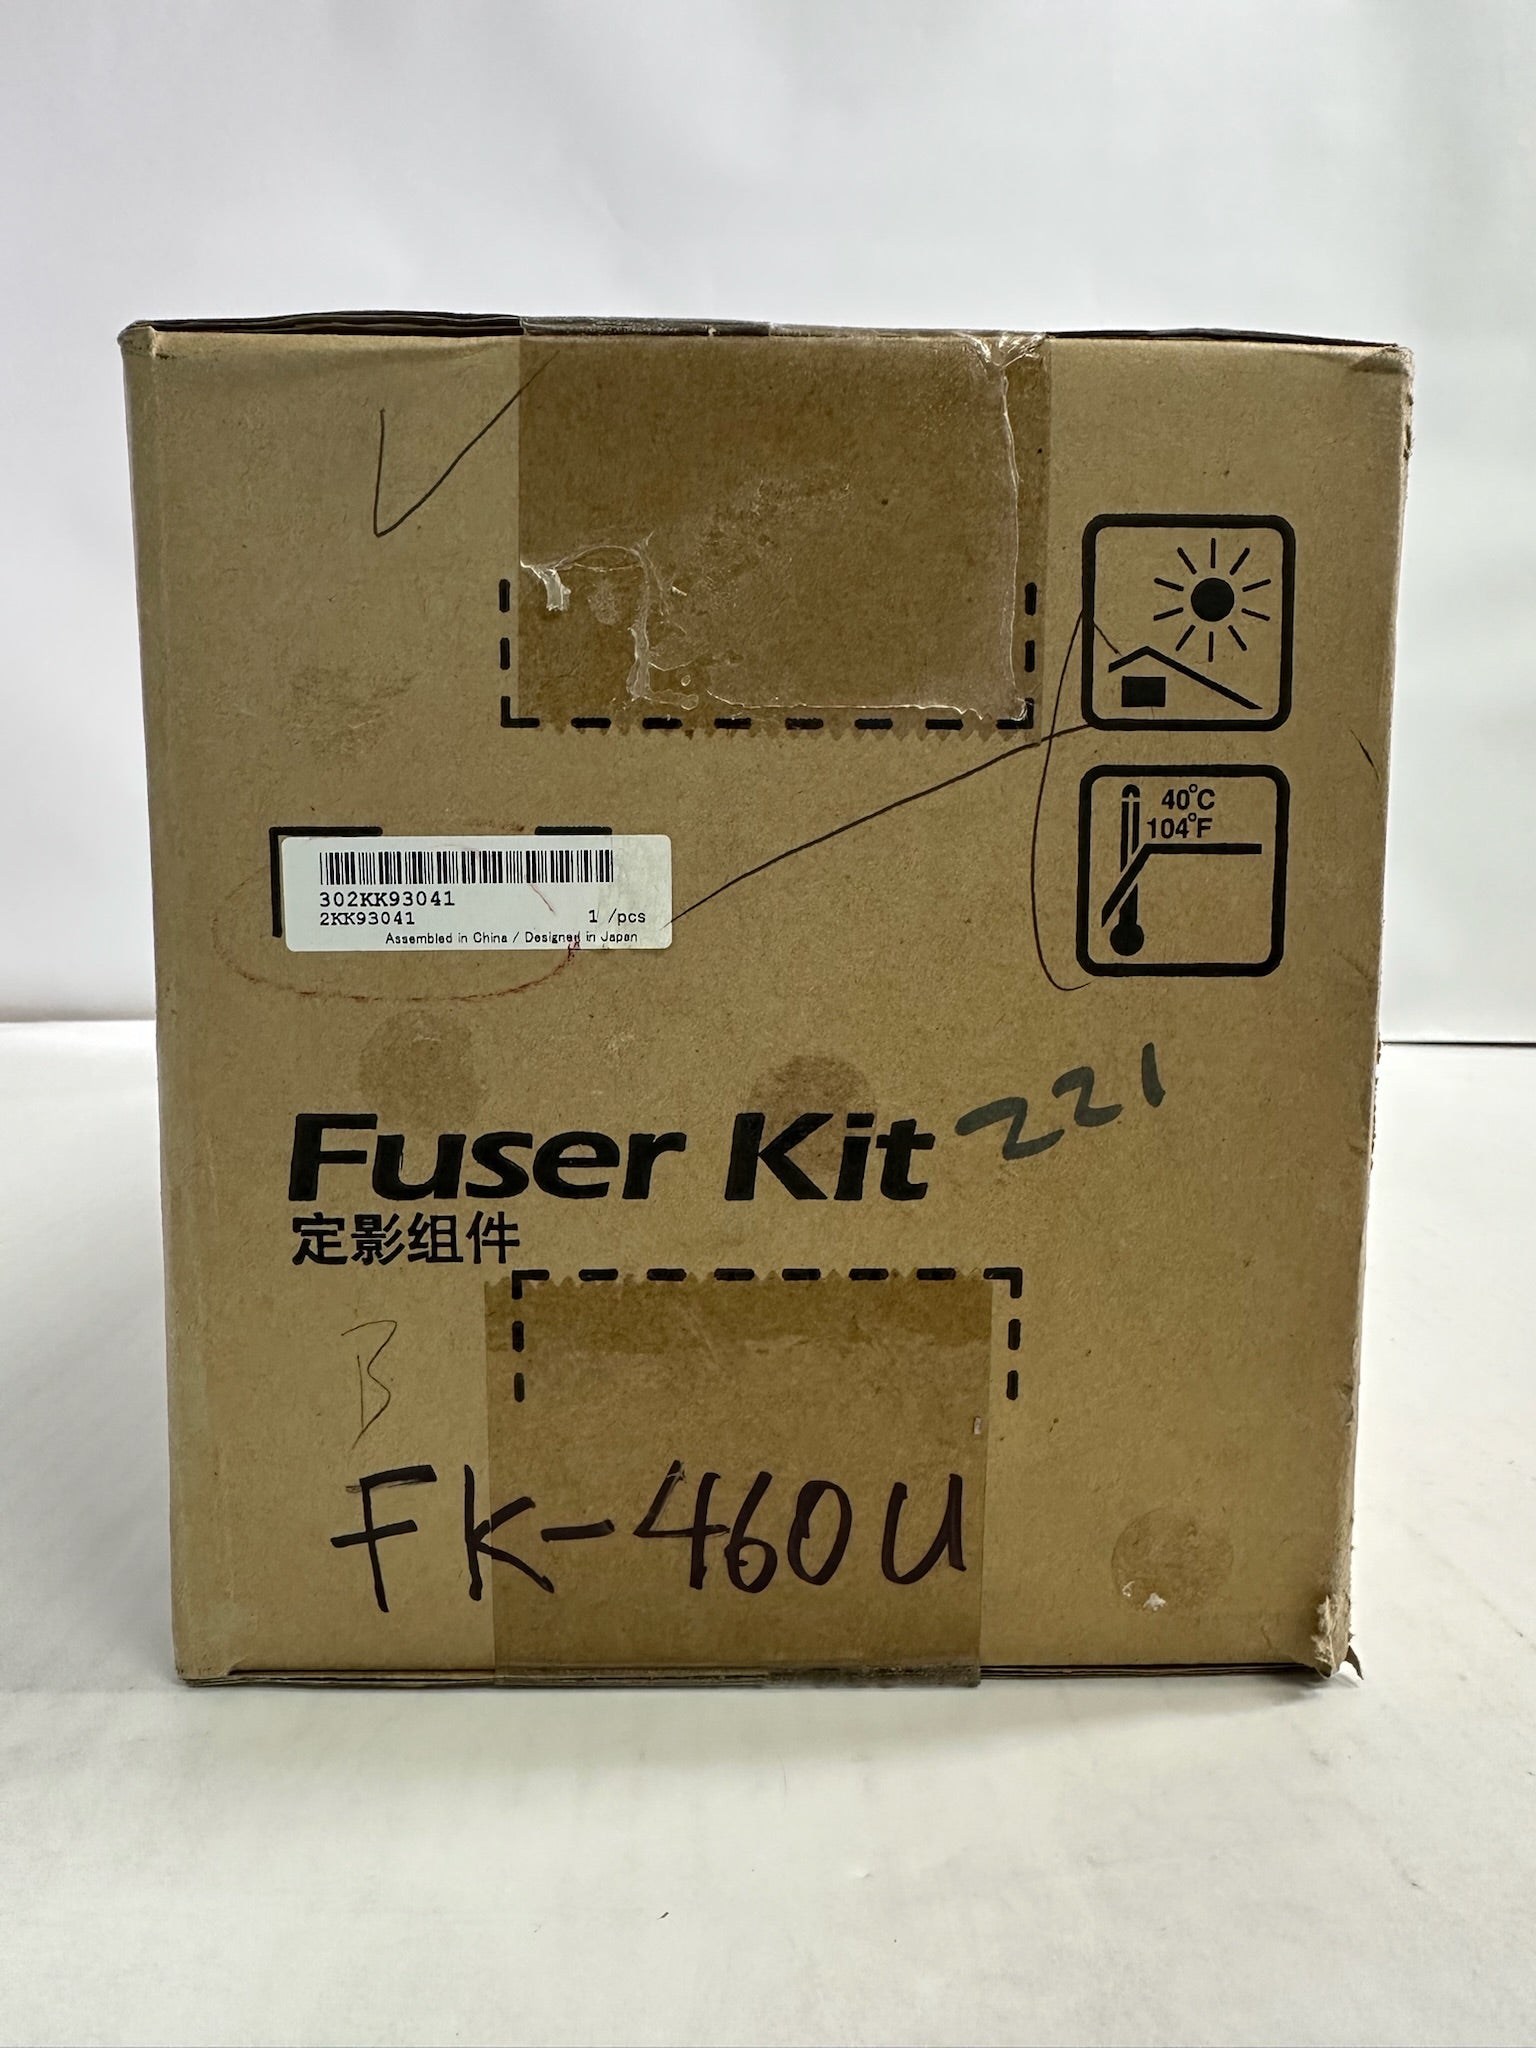 40°C
104°F
302KK93041
2KK93041 1 /pcs
Assembled in China / Designed in Japan
Fuser Kit 221
定影组件
B
FK-460U